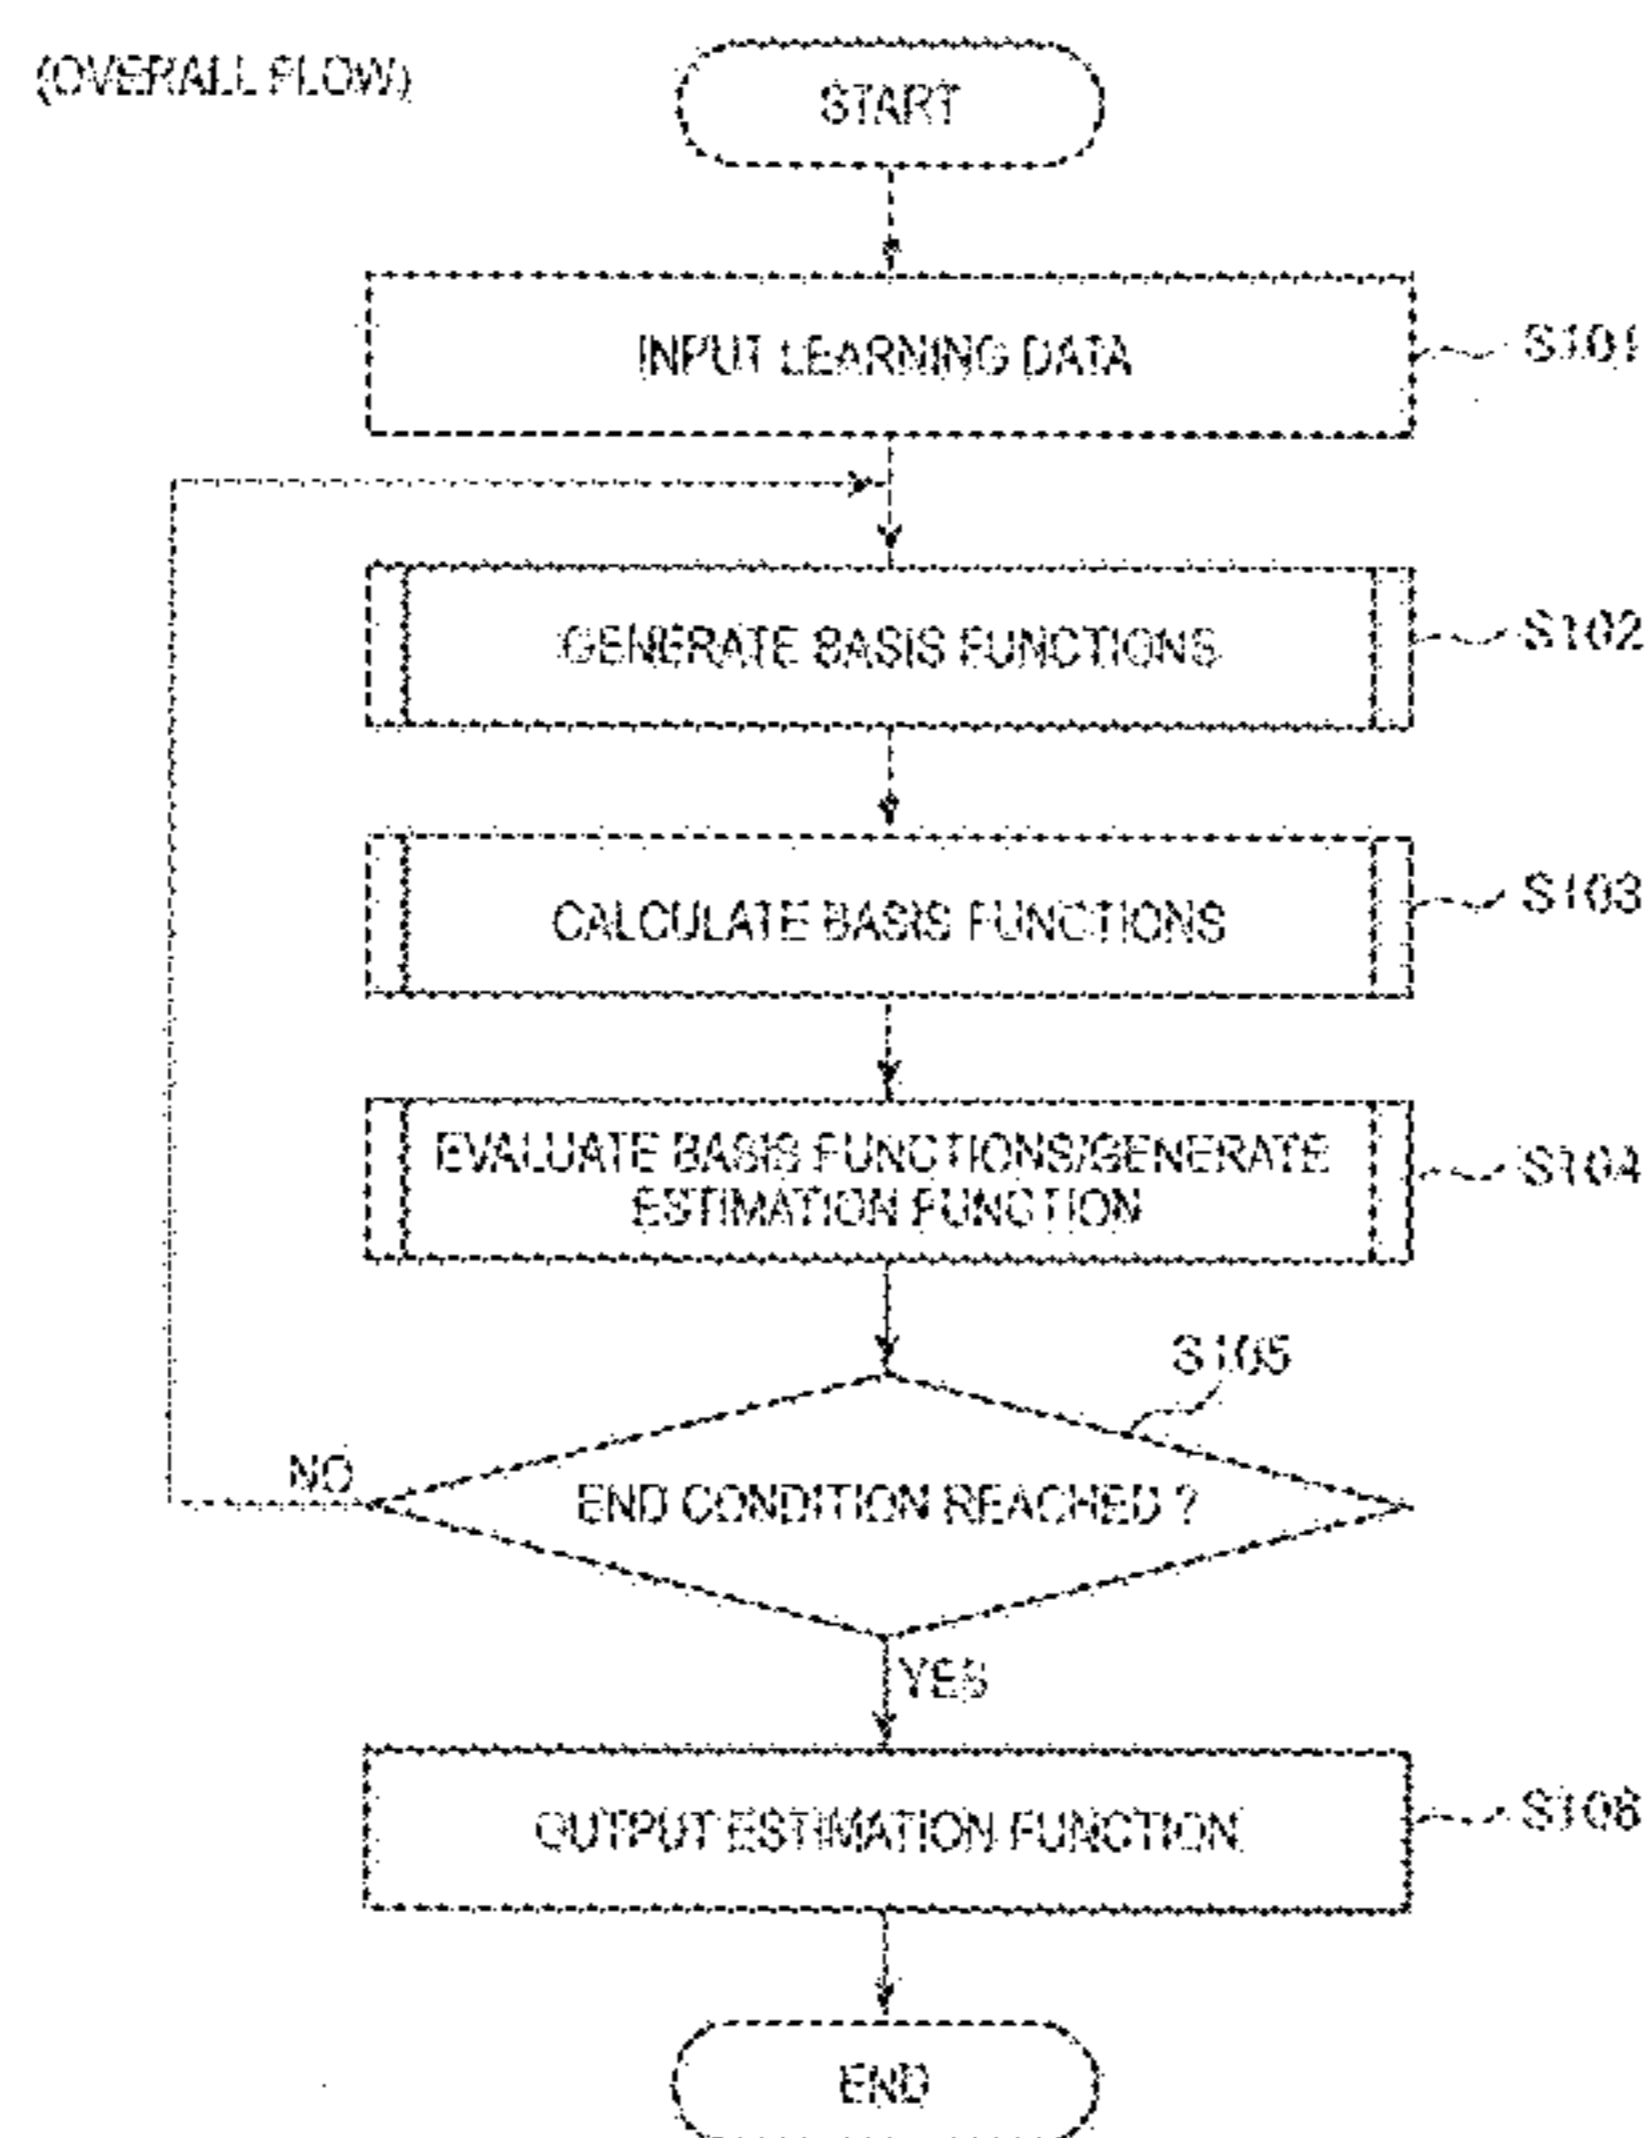 (OVERALL FLOW)
START
INPUT LEARNING DATA
S101
GENERATE BASIS FUNCTIONS
S102
CALCULATE BASIS FUNCTIONS
S103
EVALUATE BASIS FUNCTIONS/GENERATE
ESTIMATION FUNCTION
S104
S105
NO
END CONDITION REACHED ?
YES
OUTPUT ESTIMATION FUNCTION
S106
END